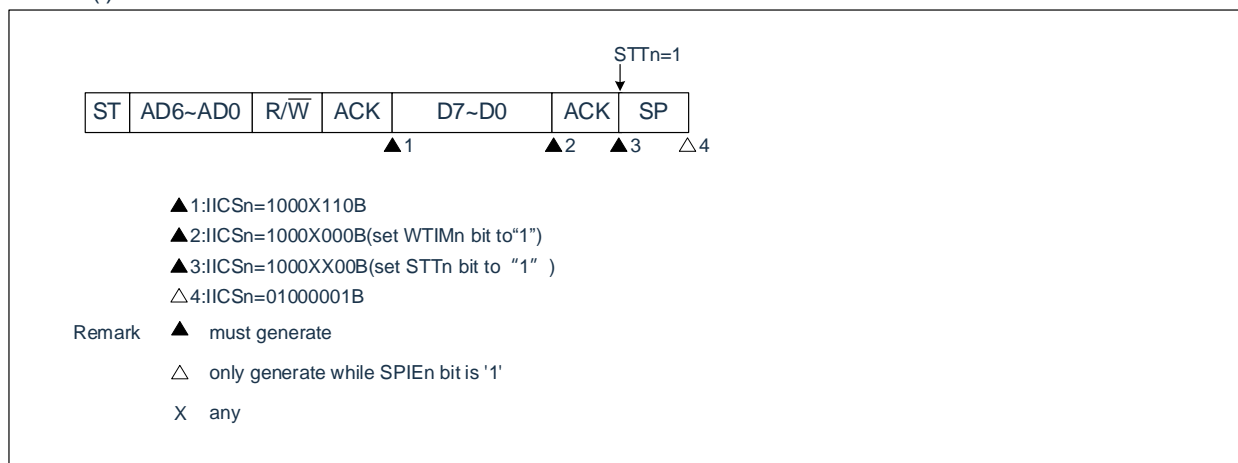 STTn=1
ST AD6~AD0 R/W̅ ACK D7~D0 ACK SP
▲1 ▲2 ▲3 △4
▲1:IICSn=1000X110B
▲2:IICSn=1000X000B(set WTIMn bit to“1”)
▲3:IICSn=1000XX00B(set STTn bit to “1” )
△4:IICSn=01000001B
Remark ▲ must generate
△ only generate while SPIEn bit is '1'
X any